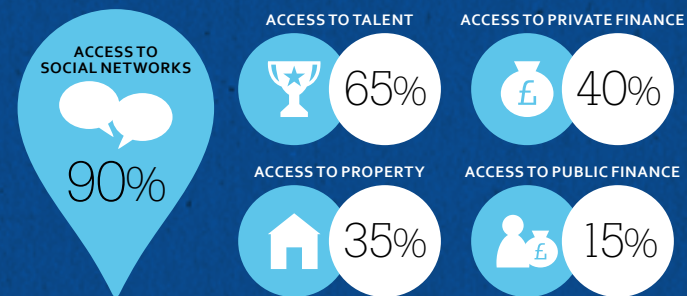 ACCESS TO
SOCIAL NETWORKS
90%
ACCESS TO TALENT
65%
ACCESS TO PRIVATE FINANCE
£
40%
ACCESS TO PROPERTY
35%
ACCESS TO PUBLIC FINANCE
£
15%